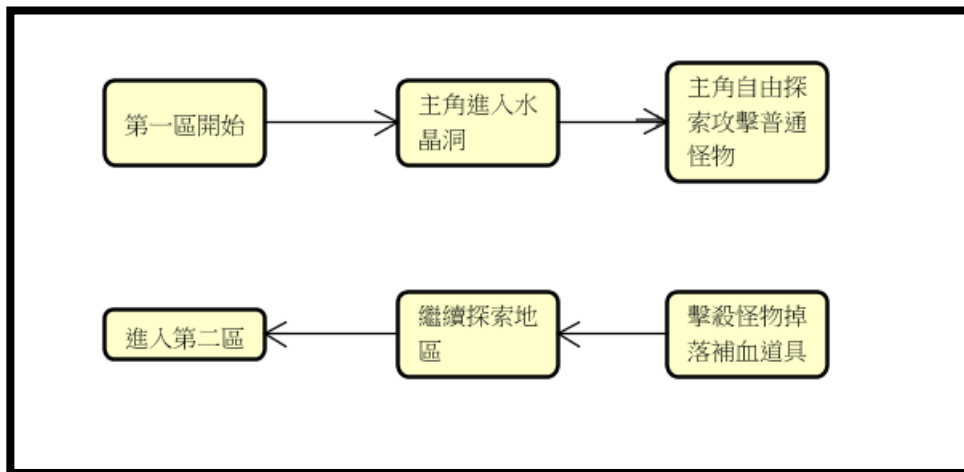 第一區開始
主角進入水
晶洞
主角自由探
索攻擊普通
怪物
擊殺怪物掉
落補血道具
繼續探索地
區
進入第二區